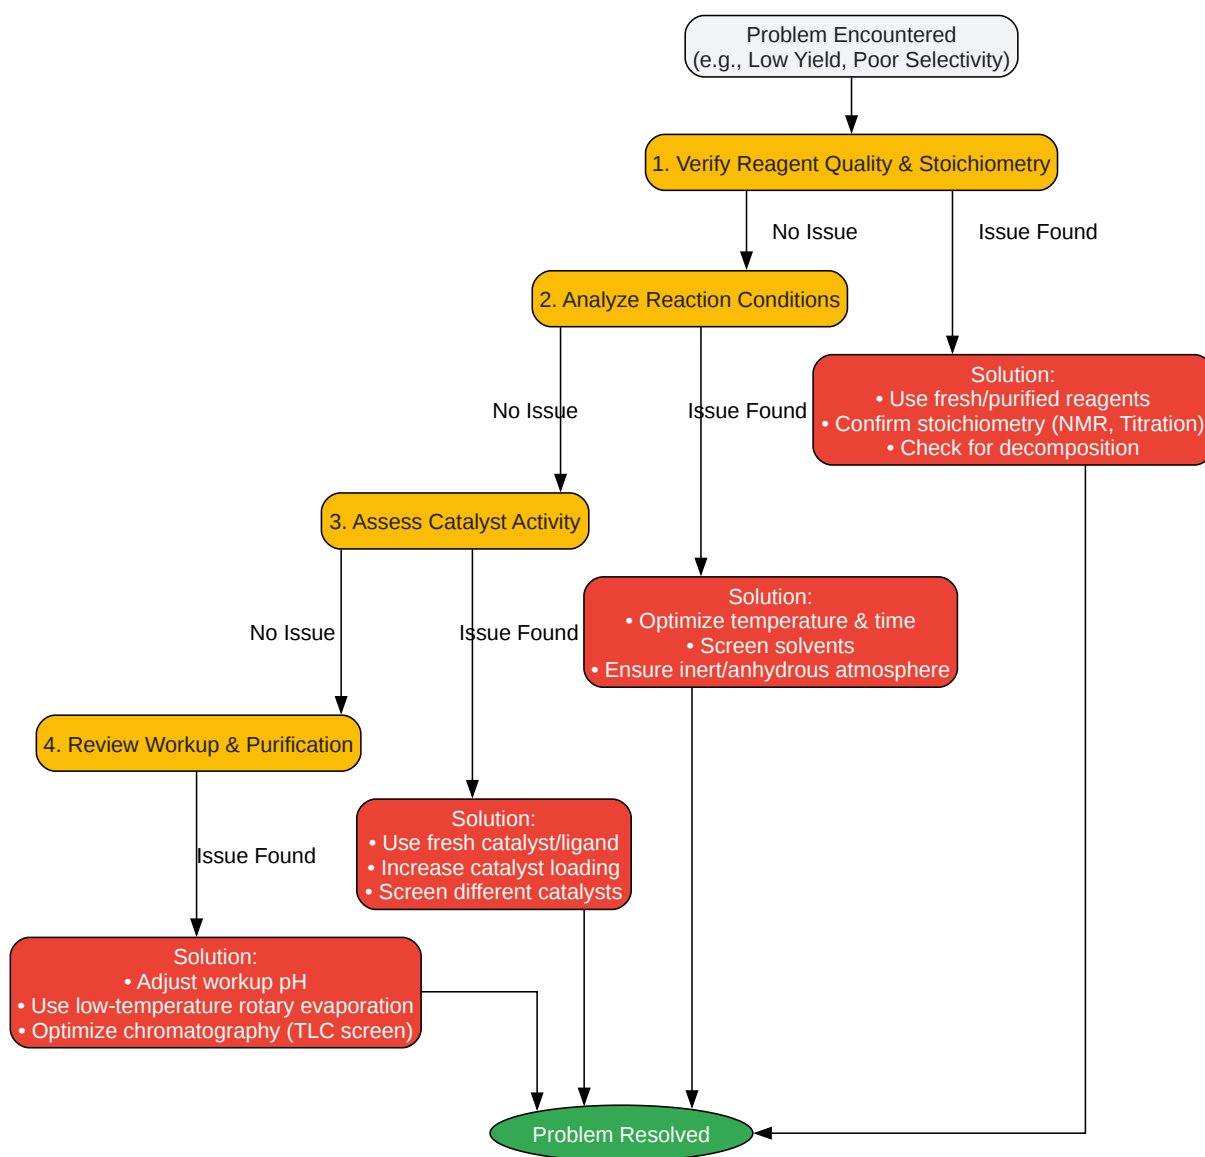 Problem Encountered
(e.g., Low Yield, Poor Selectivity)
1. Verify Reagent Quality & Stoichiometry
No Issue
Issue Found
2. Analyze Reaction Conditions
Solution:
• Use fresh/purified reagents
• Confirm stoichiometry (NMR, Titration)
• Check for decomposition
No Issue
Issue Found
3. Assess Catalyst Activity
Solution:
• Optimize temperature & time
• Screen solvents
• Ensure inert/anhydrous atmosphere
No Issue
Issue Found
4. Review Workup & Purification
Solution:
• Use fresh catalyst/ligand
• Increase catalyst loading
• Screen different catalysts
Issue Found
Solution:
• Adjust workup pH
• Use low-temperature rotary evaporation
• Optimize chromatography (TLC screen)
Problem Resolved